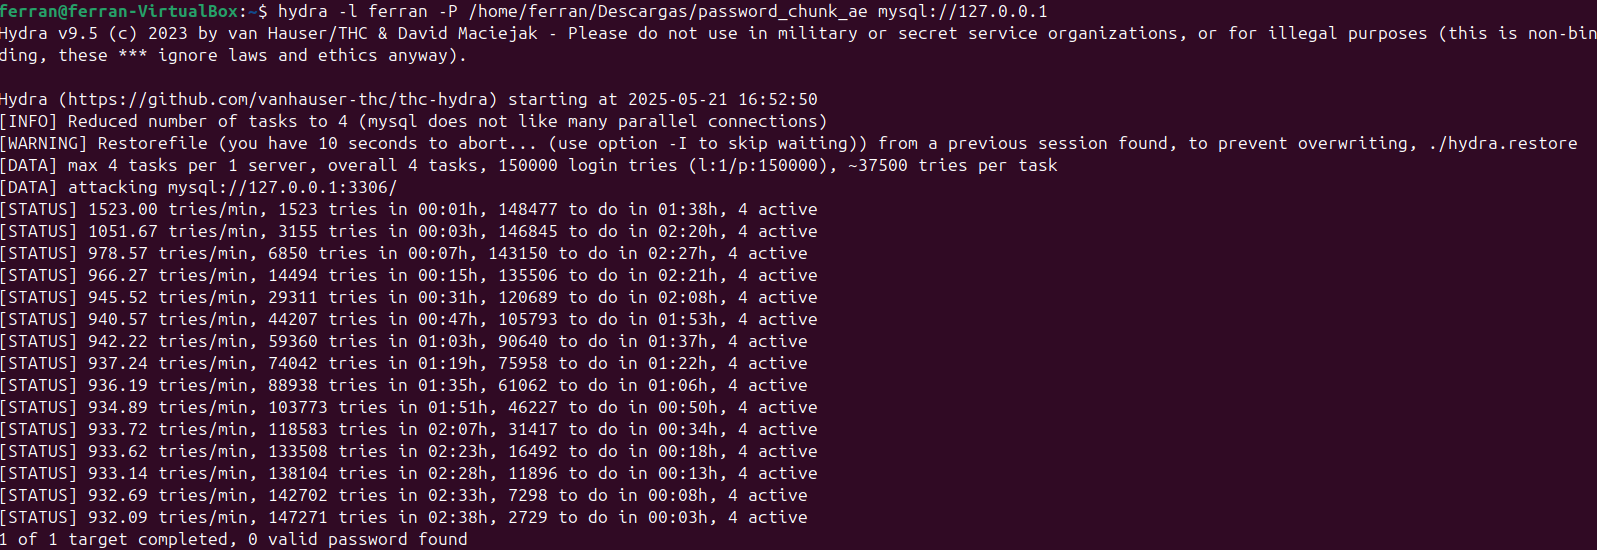 ferran@ferran-VirtualBox:~$ hydra -l ferran -P /home/ferran/Descargas/password_chunk_ae mysql://127.0.0.1
Hydra v9.5 (c) 2023 by van Hauser/THC & David Maciejak - Please do not use in military or secret service organizations, or for illegal purposes (this is non-bin
ding, these *** ignore laws and ethics anyway).

Hydra (https://github.com/vanhauser-thc/thc-hydra) starting at 2025-05-21 16:52:50
[INFO] Reduced number of tasks to 4 (mysql does not like many parallel connections)
[WARNING] Restorefile (you have 10 seconds to abort... (use option -I to skip waiting)) from a previous session found, to prevent overwriting, ./hydra.restore
[DATA] max 4 tasks per 1 server, overall 4 tasks, 150000 login tries (l:1/p:150000), ~37500 tries per task
[DATA] attacking mysql://127.0.0.1:3306/
[STATUS] 1523.00 tries/min, 1523 tries in 00:01h, 148477 to do in 01:38h, 4 active
[STATUS] 1051.67 tries/min, 3155 tries in 00:03h, 146845 to do in 02:20h, 4 active
[STATUS] 978.57 tries/min, 6850 tries in 00:07h, 143150 to do in 02:27h, 4 active
[STATUS] 966.27 tries/min, 14494 tries in 00:15h, 135506 to do in 02:21h, 4 active
[STATUS] 945.52 tries/min, 29311 tries in 00:31h, 120689 to do in 02:08h, 4 active
[STATUS] 940.57 tries/min, 44207 tries in 00:47h, 105793 to do in 01:53h, 4 active
[STATUS] 942.22 tries/min, 59360 tries in 01:03h, 90640 to do in 01:37h, 4 active
[STATUS] 937.24 tries/min, 74042 tries in 01:19h, 75958 to do in 01:22h, 4 active
[STATUS] 936.19 tries/min, 88938 tries in 01:35h, 61062 to do in 01:06h, 4 active
[STATUS] 934.89 tries/min, 103773 tries in 01:51h, 46227 to do in 00:50h, 4 active
[STATUS] 933.72 tries/min, 118583 tries in 02:07h, 31417 to do in 00:34h, 4 active
[STATUS] 933.62 tries/min, 133508 tries in 02:23h, 16492 to do in 00:18h, 4 active
[STATUS] 933.14 tries/min, 138104 tries in 02:28h, 11896 to do in 00:13h, 4 active
[STATUS] 932.69 tries/min, 142702 tries in 02:33h, 7298 to do in 00:08h, 4 active
[STATUS] 932.09 tries/min, 147271 tries in 02:38h, 2729 to do in 00:03h, 4 active
1 of 1 target completed, 0 valid password found